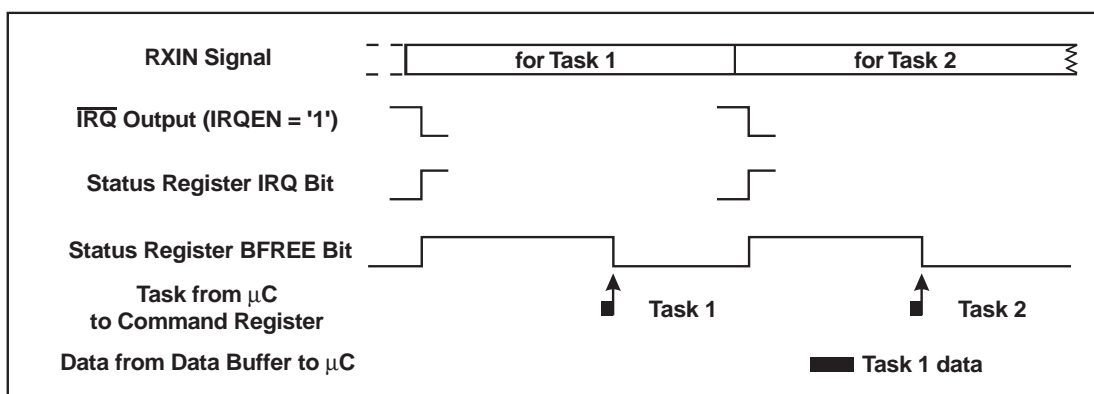 RXIN Signal
for Task 1
for Task 2
IRQ Output (IRQEN = '1')
Status Register IRQ Bit
Status Register BFREE Bit
Task from μC
to Command Register
Task 1
Task 2
Data from Data Buffer to μC
Task 1 data